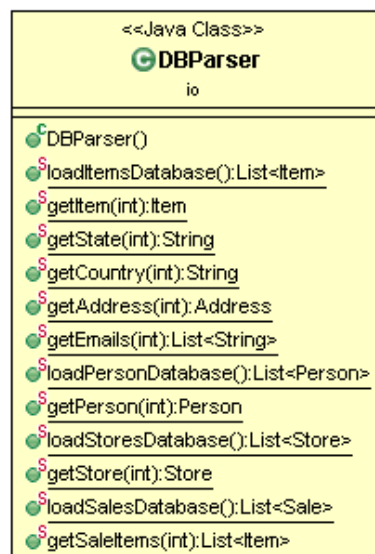 <<Java Class>>
C DBParser
io
C DBParser()
S loadItemsDatabase():List<Item>
S getItem(int):Item
S getState(int):String
S getCountry(int):String
S getAddress(int):Address
S getEmails(int):List<String>
S loadPersonDatabase():List<Person>
S getPerson(int):Person
S loadStoresDatabase():List<Store>
S getStore(int):Store
S loadSalesDatabase():List<Sale>
S getSaleItems(int):List<Item>